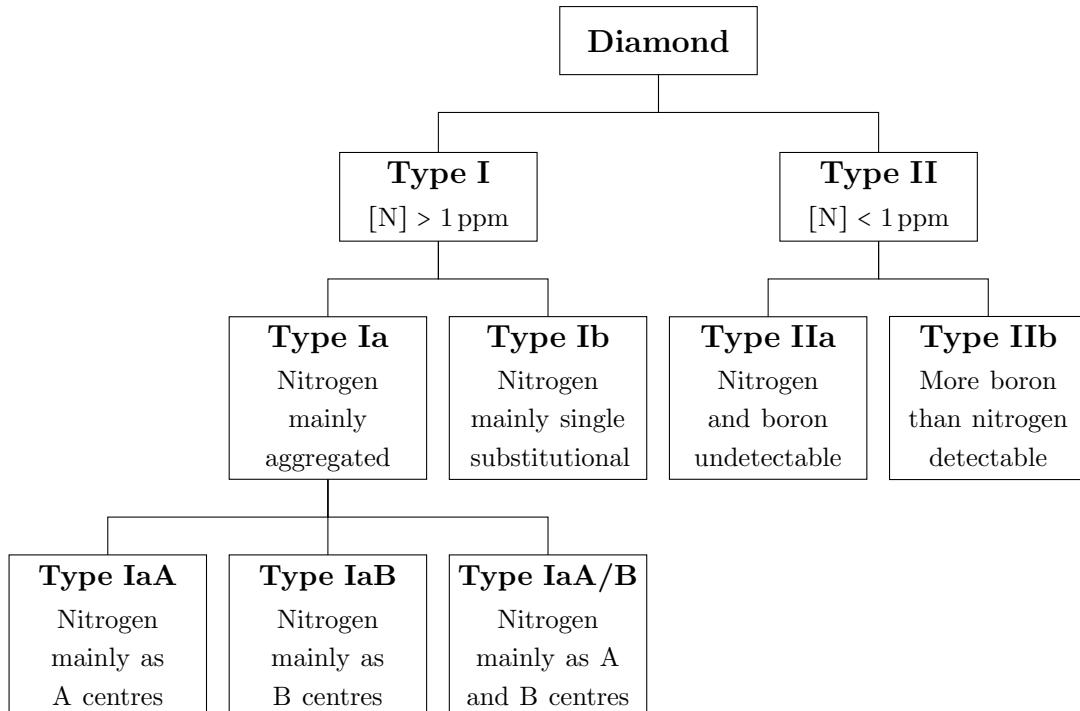 Diamond
Type I
[N] > 1 ppm
Type II
[N] < 1 ppm
Type Ia
Nitrogen
mainly
aggregated
Type Ib
Nitrogen
mainly single
substitutional
Type IIa
Nitrogen
and boron
undetectable
Type IIb
More boron
than nitrogen
detectable
Type IaA
Nitrogen
mainly as
A centres
Type IaB
Nitrogen
mainly as
B centres
Type IaA/B
Nitrogen
mainly as A
and B centres